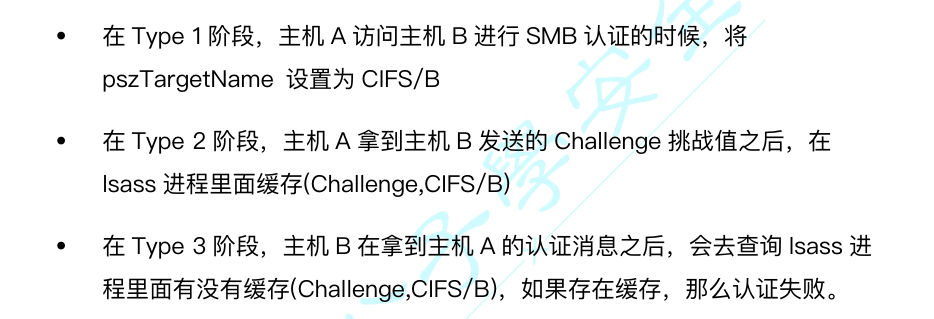 • 在 Type 1 阶段，主机 A 访问主机 B 进行 SMB 认证的时候，将
pszTargetName 设置为 CIFS/B
• 在 Type 2 阶段，主机 A 拿到主机 B 发送的 Challenge 挑战值之后，在
lsass 进程里面缓存(Challenge,CIFS/B)
• 在 Type 3 阶段，主机 B 在拿到主机 A 的认证消息之后，会去查询 lsass 进
程里面有没有缓存(Challenge,CIFS/B)，如果存在缓存，那么认证失败。
子學安全